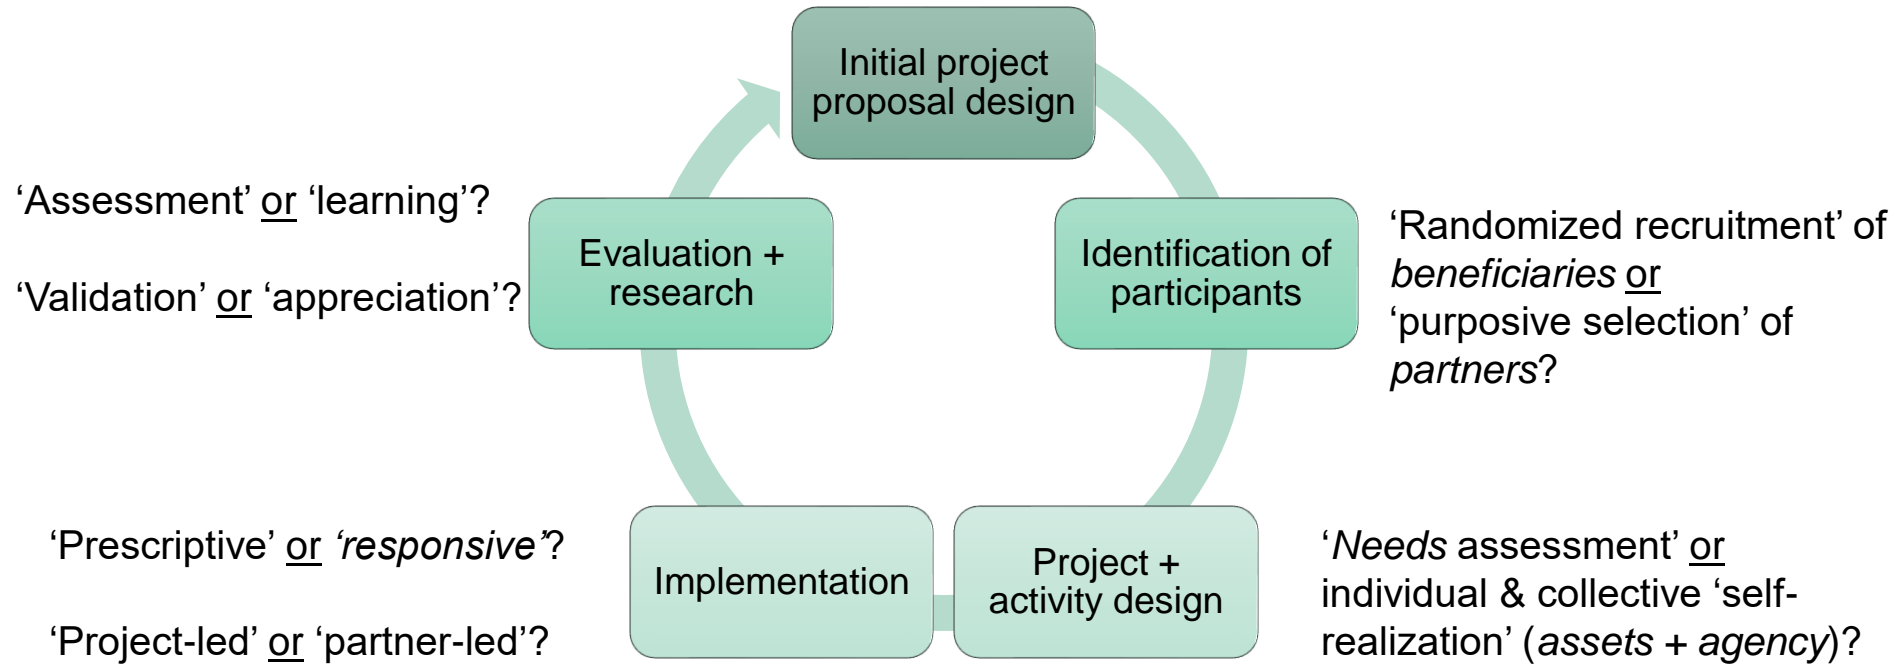 Initial project
proposal design
‘Assessment’ or ‘learning’?
‘Validation’ or ‘appreciation’?
Evaluation +
research
Identification of
participants
‘Randomized recruitment’ of
beneficiaries or
‘purposive selection’ of
partners?
‘Prescriptive’ or ‘responsive’?
‘Project-led’ or ‘partner-led’?
Implementation
Project +
activity design
‘Needs assessment’ or
individual & collective ‘self-
realization’ (assets + agency)?